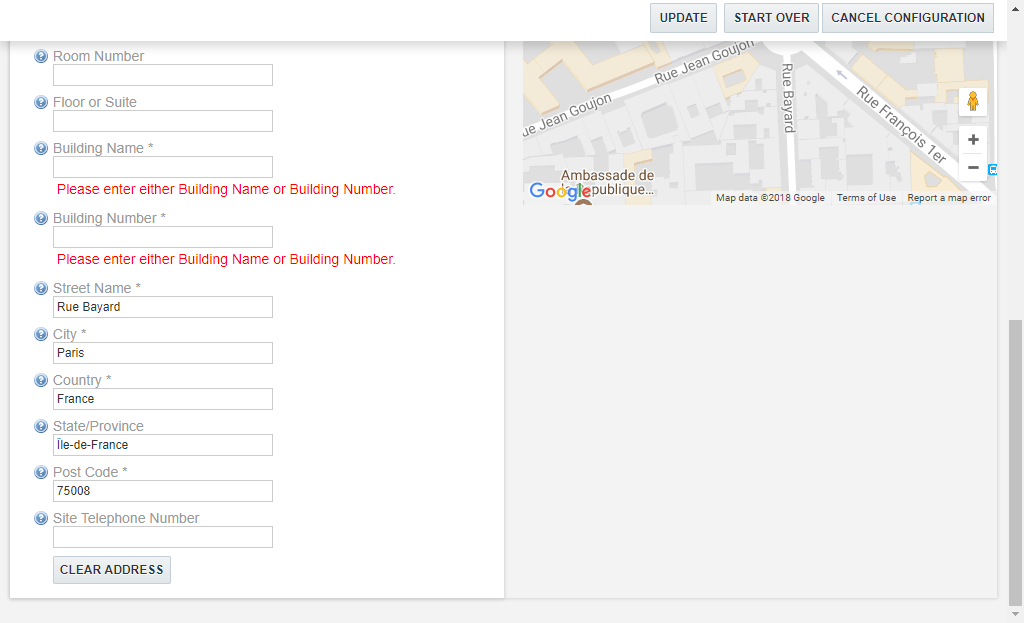 UPDATE
START OVER
CANCEL CONFIGURATION
Room Number
Floor or Suite
Building Name *
Please enter either Building Name or Building Number.
Building Number *
Please enter either Building Name or Building Number.
Street Name *
Rue Bayard
City *
Paris
Country *
France
State/Province
Île-de-France
Post Code *
75008
Site Telephone Number
CLEAR ADDRESS
Rue Jean Goujon
Rue Jean Goujon
Rue Bayard
Rue François 1er
Ambassade de
la République...
Google
Map data ©2018 Google
Terms of Use
Report a map error